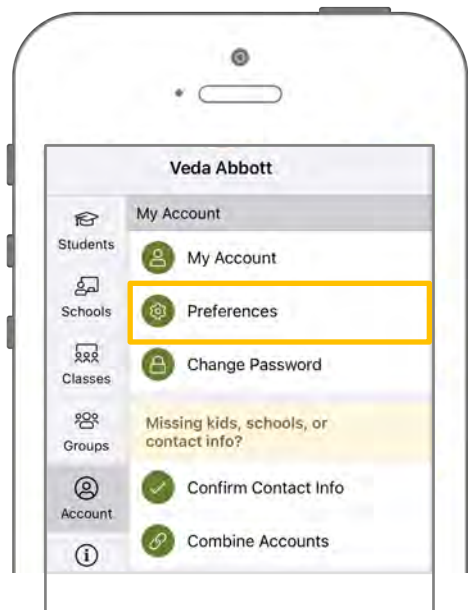 Veda Abbott
Students
Schools
Classes
Groups
Account
My Account
My Account
Preferences
Change Password
Missing kids, schools, or
contact info?
Confirm Contact Info
Combine Accounts